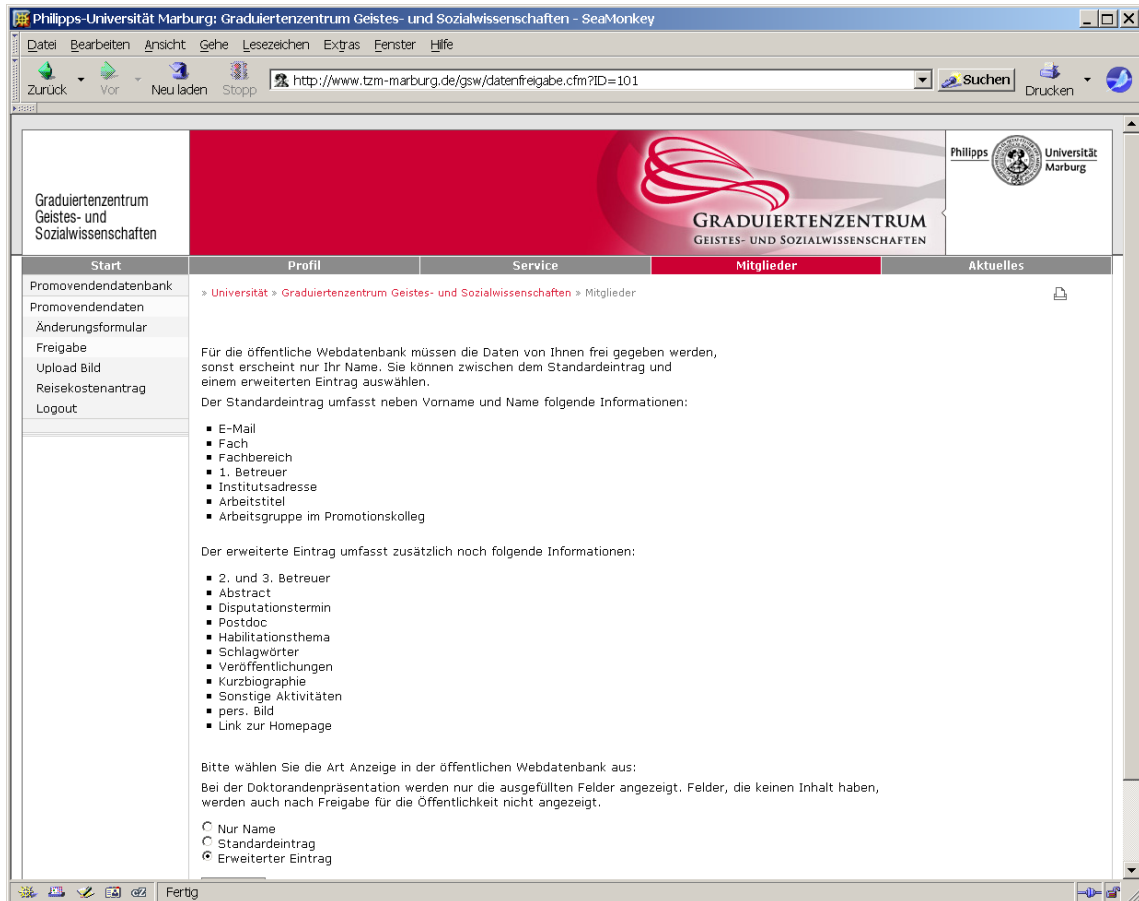 Philipps-Universität Marburg: Graduiertenzentrum Geistes- und Sozialwissenschaften - SeaMonkey
Datei Bearbeiten Ansicht Gehe Lesezeichen Extras Fenster Hilfe
Zurück Vor Neu laden Stopp http://www.tzm-marburg.de/gsw/datenfreigabe.cfm?ID=101 Suchen Drucken
Graduiertenzentrum
Geistes- und
Sozialwissenschaften
GRADUIERTENZENTRUM
GEISTES- UND SOZIALWISSENSCHAFTEN
Philipps Universität
Marburg
Start Profil Service Mitglieder Aktuelles
Promovendendatenbank
Promovendendaten
Änderungsformular
Freigabe
Upload Bild
Reisekostenantrag
Logout
» Universität » Graduiertenzentrum Geistes- und Sozialwissenschaften » Mitglieder
Für die öffentliche Webdatenbank müssen die Daten von Ihnen frei gegeben werden,
sonst erscheint nur Ihr Name. Sie können zwischen dem Standardeintrag und
einem erweiterten Eintrag auswählen.
Der Standardeintrag umfasst neben Vorname und Name folgende Informationen:
E-Mail
Fach
Fachbereich
1. Betreuer
Institutsadresse
Arbeitstitel
Arbeitsgruppe im Promotionskolleg
Der erweiterte Eintrag umfasst zusätzlich noch folgende Informationen:
2. und 3. Betreuer
Abstract
Disputationstermin
Postdoc
Habilitationsthema
Schlagwörter
Veröffentlichungen
Kurzbiographie
Sonstige Aktivitäten
pers. Bild
Link zur Homepage
Bitte wählen Sie die Art Anzeige in der öffentlichen Webdatenbank aus:
Bei der Doktorandenpräsentation werden nur die ausgefüllten Felder angezeigt. Felder, die keinen Inhalt haben,
werden auch nach Freigabe für die Öffentlichkeit nicht angezeigt.
Nur Name
Standardeintrag
Erweiterter Eintrag
Fertig